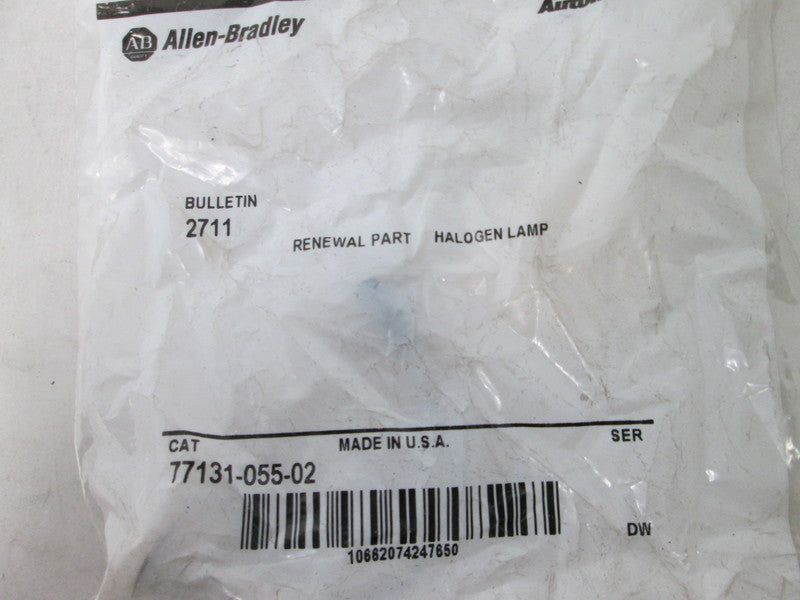 AB
Allen-Bradley
BULLETIN
2711
RENEWAL PART HALOGEN LAMP
CAT MADE IN U.S.A. SER
77131-055-02
DW
10662074247650